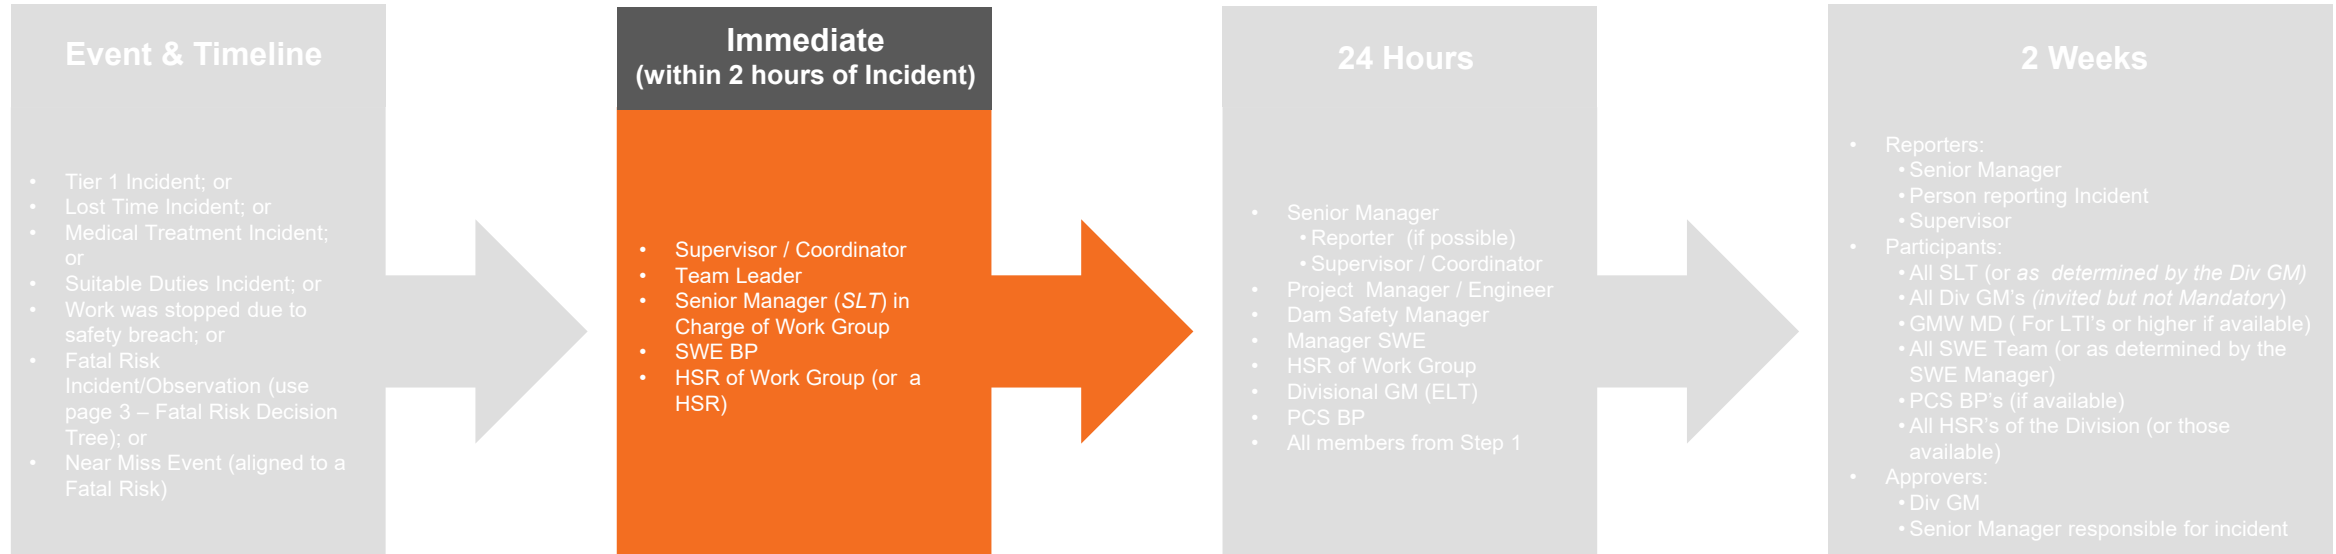 Event & Timeline
• Tier 1 Incident; or
• Lost Time Incident; or
• Medical Treatment Incident;
or
• Suitable Duties Incident; or
• Work was stopped due to
safety breach; or
• Fatal Risk
Incident/Observation (use
page 3 – Fatal Risk Decision
Tree); or
• Near Miss Event (aligned to a
Fatal Risk)
Immediate
(within 2 hours of Incident)
• Supervisor / Coordinator
• Team Leader
• Senior Manager (SLT) in
Charge of Work Group
• SWE BP
• HSR of Work Group (or a
HSR)
24 Hours
• Senior Manager
• Reporter (if possible)
• Supervisor / Coordinator
• Project Manager / Engineer
• Dam Safety Manager
• Manager SWE
• HSR of Work Group
• Divisional GM (ELT)
• PCS BP
• All members from Step 1
2 Weeks
• Reporters:
• Senior Manager
• Person reporting Incident
• Supervisor
• Participants:
• All SLT (or as determined by the Div GM)
• All Div GM's (invited but not Mandatory)
• GMW MD ( For LTI's or higher if available)
• All SWE Team (or as determined by the
SWE Manager)
• PCS BP's (if available)
• All HSR's of the Division (or those
available)
• Approvers:
• Div GM
• Senior Manager responsible for incident